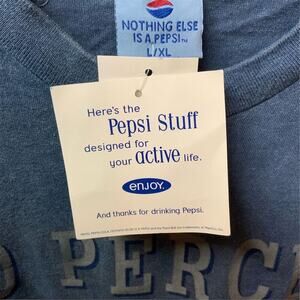 NOTHING ELSE
IS A PEPSI™
L/XL
Here's the
Pepsi Stuff
designed for
your active life.
enjoy.
And thanks for drinking Pepsi.
PERC